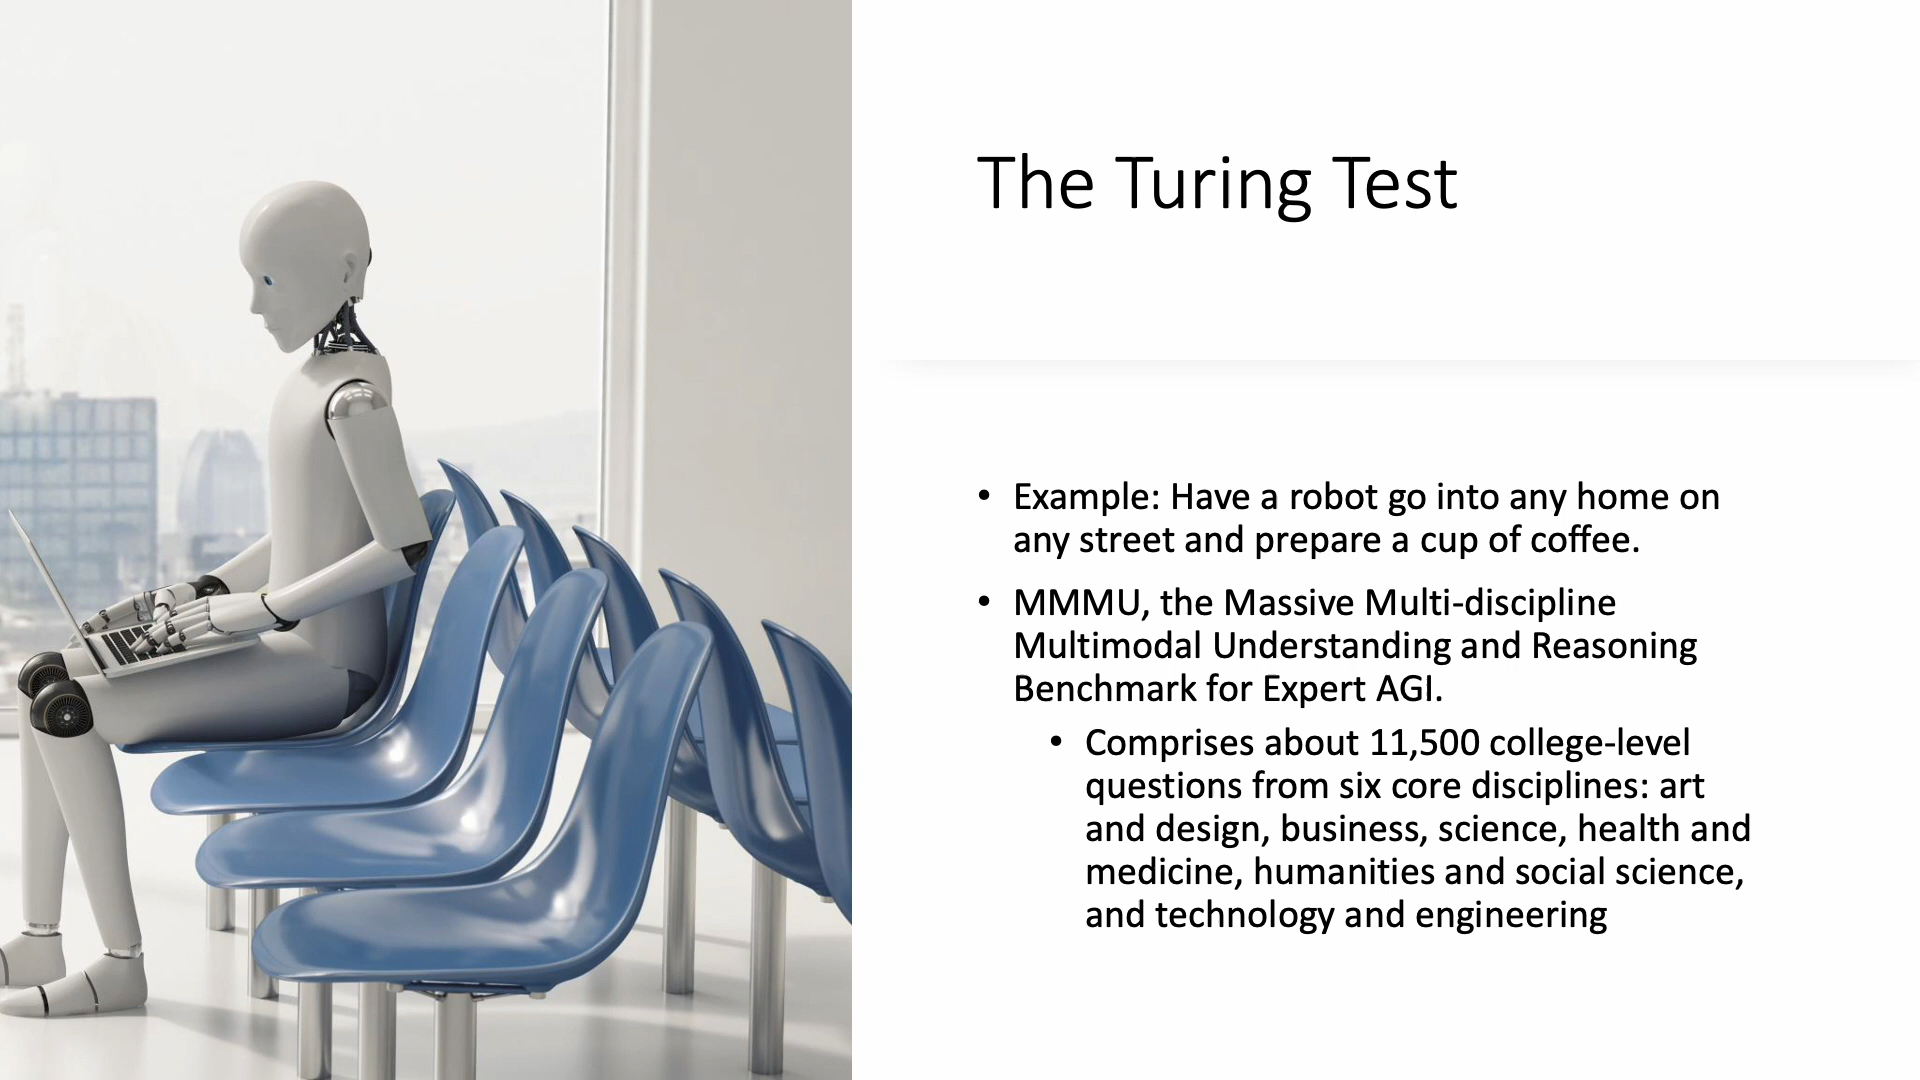 The Turing Test
• Example: Have a robot go into any home on
any street and prepare a cup of coffee.
• MMMU, the Massive Multi-discipline
Multimodal Understanding and Reasoning
Benchmark for Expert AGI.
• Comprises about 11,500 college-level
questions from six core disciplines: art
and design, business, science, health and
medicine, humanities and social science,
and technology and engineering